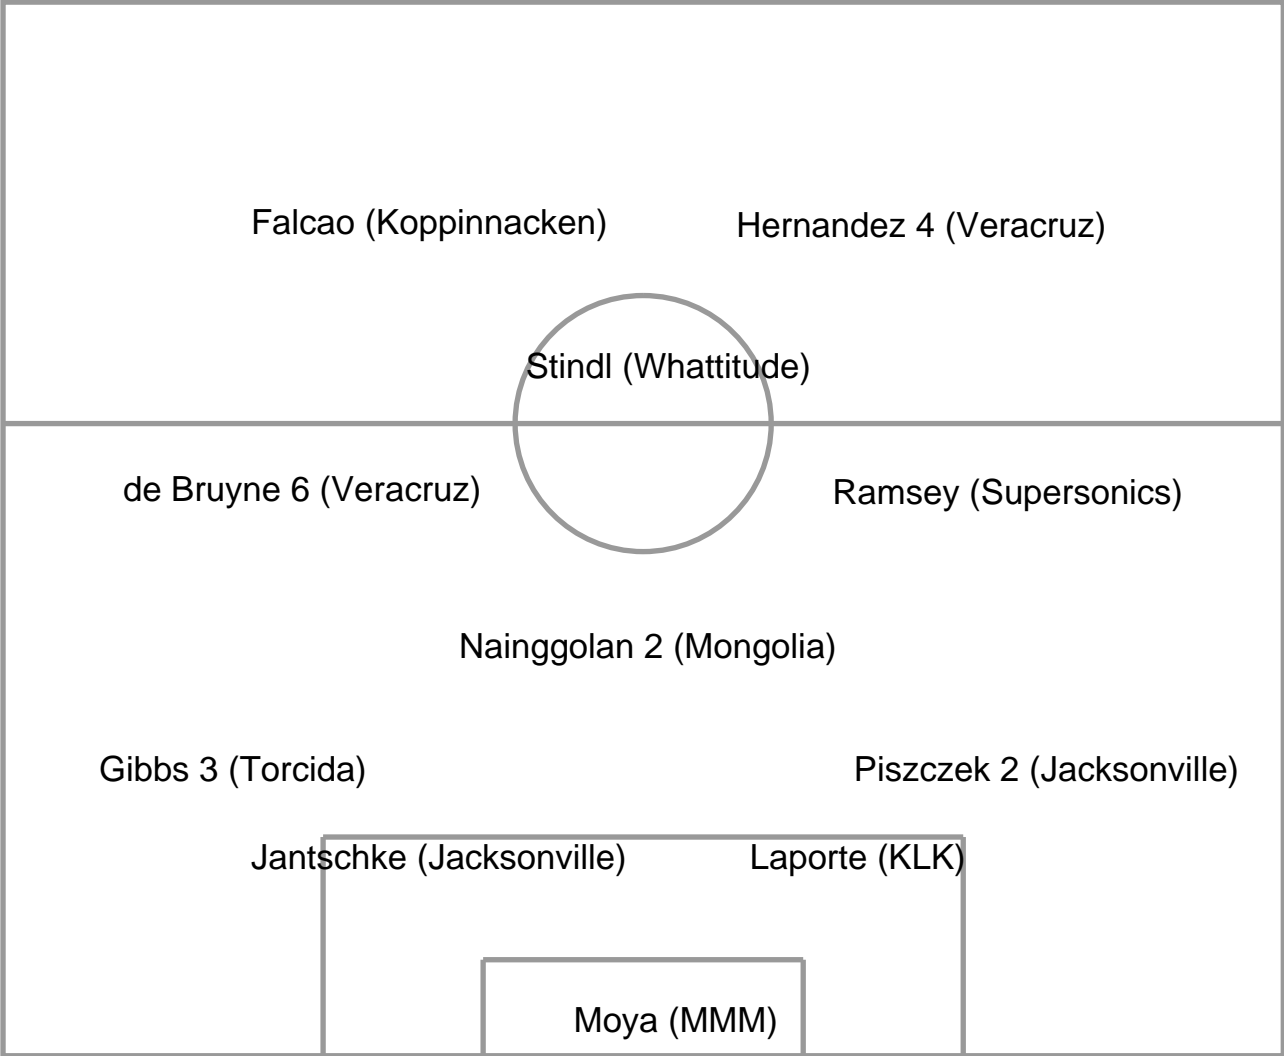 Falcao (Koppinnacken)
Hernandez 4 (Veracruz)
Stindl (Whattitude)
de Bruyne 6 (Veracruz)
Ramsey (Supersonics)
Nainggolan 2 (Mongolia)
Gibbs 3 (Torcida)
Piszczek 2 (Jacksonville)
Jantschke (Jacksonville)
Laporte (KLK)
Moya (MMM)